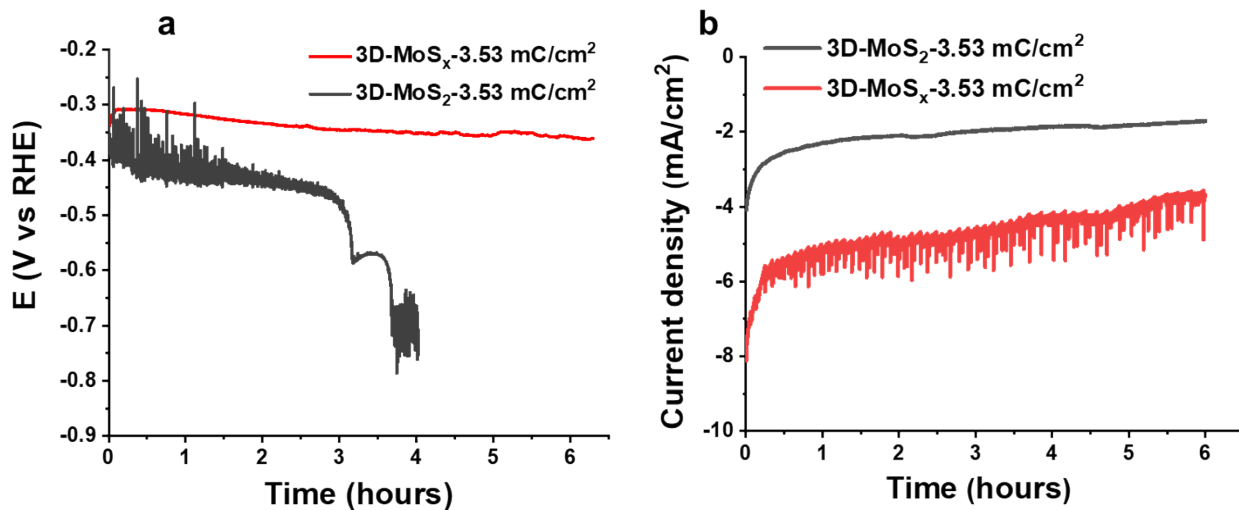 a
3D-MoSₓ-3.53 mC/cm²
3D-MoS₂-3.53 mC/cm²
E (V vs RHE)
-0.2
-0.3
-0.4
-0.5
-0.6
-0.7
-0.8
-0.9
0 1 2 3 4 5 6
Time (hours)
b
3D-MoS₂-3.53 mC/cm²
3D-MoSₓ-3.53 mC/cm²
Current density (mA/cm²)
0
-2
-4
-6
-8
-10
0 1 2 3 4 5 6
Time (hours)